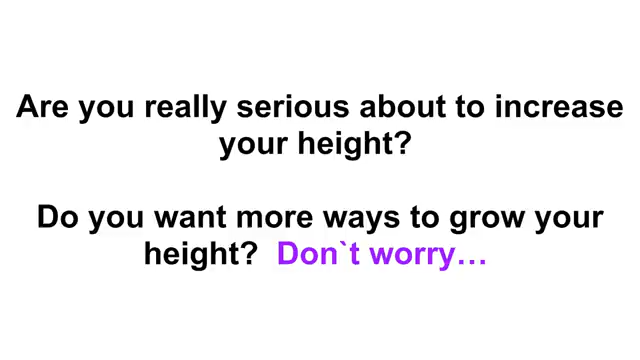 Are you really serious about to increase
your height?
Do you want more ways to grow your
height?  Don`t worry…